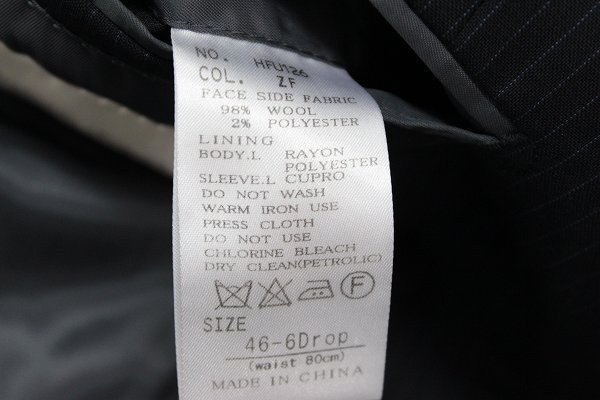 NO. HFU126
COL. ZF
FACE SIDE FABRIC
98% WOOL
2% POLYESTER
LINING
BODY.L RAYON
POLYESTER
SLEEVE.L CUPRO
DO NOT WASH
WARM IRON USE
PRESS CLOTH
DO NOT USE
CHLORINE BLEACH
DRY CLEAN(PETROLIC)
F
SIZE
46-6Drop
(waist 80cm)
MADE IN CHINA